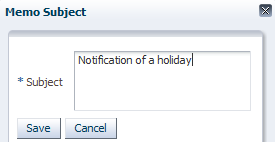 Memo Subject
Notification of a holiday
* Subject
Save Cancel